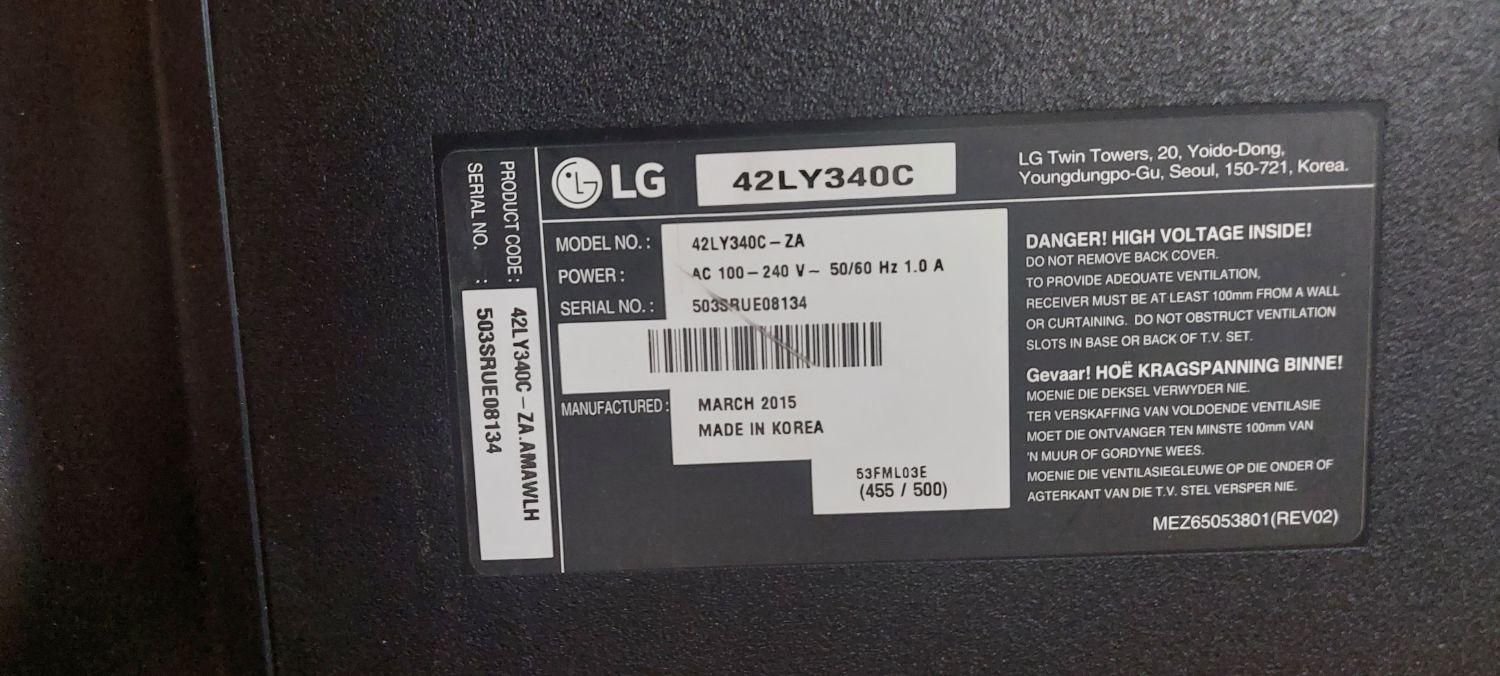 LG
42LY340C
LG Twin Towers, 20, Yoido-Dong,
Youngdungpo-Gu, Seoul, 150-721, Korea.
PRODUCT CODE : 42LY340C – ZA.AMAWLH
SERIAL NO. : 503SRUE08134
MODEL NO. : 42LY340C – ZA
POWER : AC 100 – 240 V ~ 50/60 Hz 1.0 A
SERIAL NO. : 503SRUE08134
MANUFACTURED : MARCH 2015
MADE IN KOREA
53FML03E
(455 / 500)
DANGER! HIGH VOLTAGE INSIDE!
DO NOT REMOVE BACK COVER.
TO PROVIDE ADEQUATE VENTILATION,
RECEIVER MUST BE AT LEAST 100mm FROM A WALL
OR CURTAINING. DO NOT OBSTRUCT VENTILATION
SLOTS IN BASE OR BACK OF T.V. SET.
Gevaar! HOË KRAGSPANNING BINNE!
MOENIE DIE DEKSEL VERWYDER NIE.
TER VERSKAFFING VAN VOLDOENDE VENTILASIE
MOET DIE ONTVANGER TEN MINSTE 100mm VAN
'N MUUR OF GORDYNE WEES.
MOENIE DIE VENTILASIEGLEUWE OP DIE ONDER OF
AGTERKANT VAN DIE T.V. STEL VERSPER NIE.
MEZ65053801(REV02)